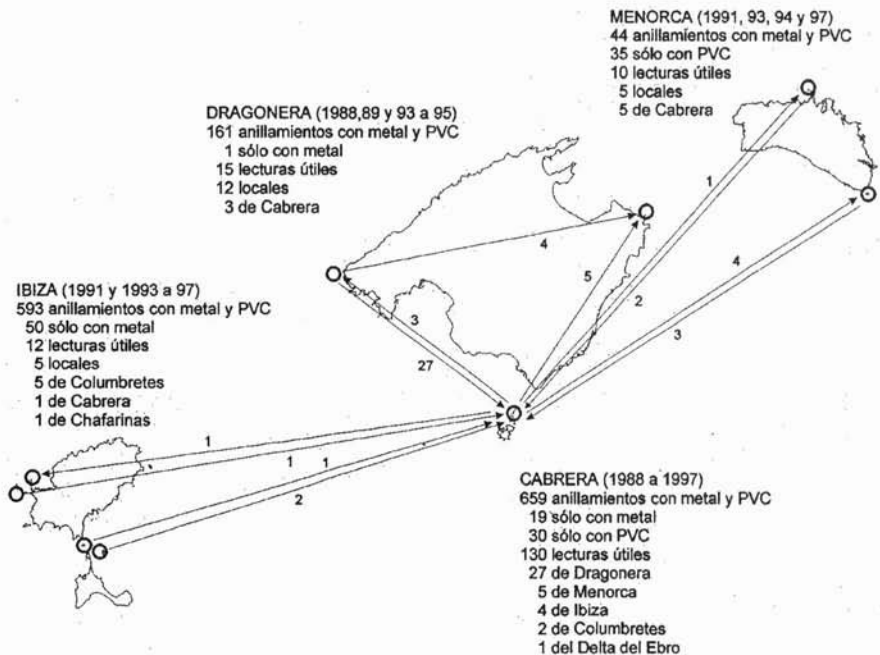 MENORCA (1991, 93, 94 y 97)
44 anillamientos con metal y PVC
35 sólo con PVC
10 lecturas útiles
5 locales
5 de Cabrera
DRAGONERA (1988,89 y 93 a 95)
161 anillamientos con metal y PVC
1 sólo con metal
15 lecturas útiles
12 locales
3 de Cabrera
1
4
5
4
2
3
3
27
IBIZA (1991 y 1993 a 97)
593 anillamientos con metal y PVC
50 sólo con metal
12 lecturas útiles
5 locales
5 de Columbretes
1 de Cabrera
1 de Chafarinas
1
1
1
2
CABRERA (1988 a 1997)
659 anillamientos con metal y PVC
19 sólo con metal
30 sólo con PVC
130 lecturas útiles
27 de Dragonera
5 de Menorca
4 de Ibiza
2 de Columbretes
1 del Delta del Ebro